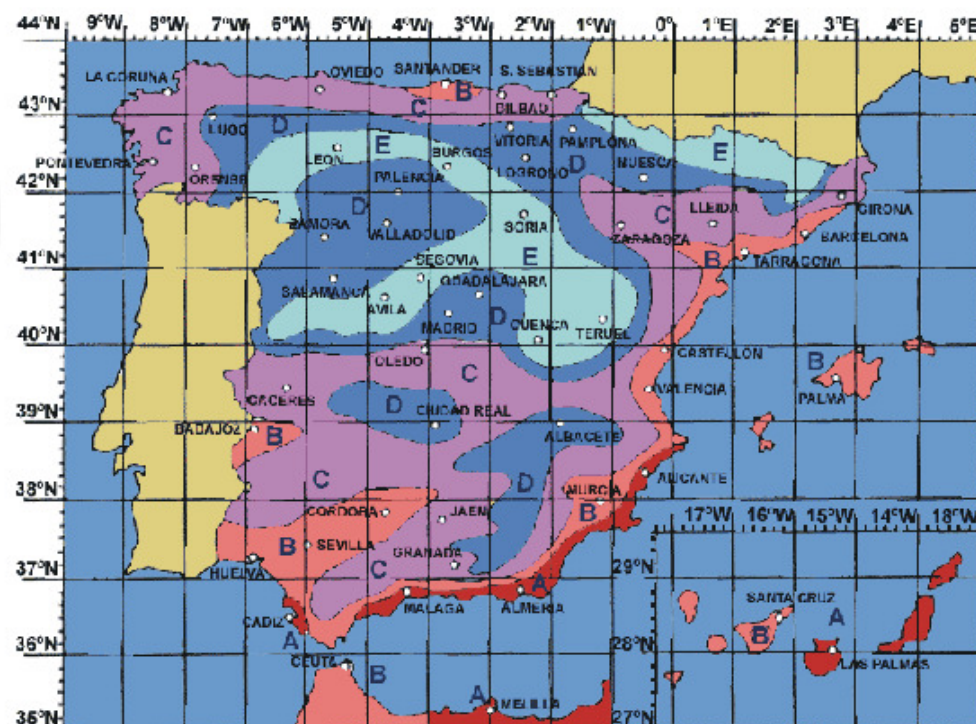 44°N 9°W 8°W 7°W 6°W 5°W 4°W 3°W 2°W 1°W 0° 1°E 2°E 3°E 4°E
LA CORUNA OVIEDO SANTANDER S. SEBASTIAN
43°N B
C BILBAO
C LUGO D VITORIA PAMPLONA
E BURGOS E
PONTEVEDRA LEON LOGRONO D HUESCA
42°N ORENSE PALENCIA
D C LLEIDA GIRONA
ZAMORA VALLADOLID SORIA ZARAGOZA BARCELONA
SEGOVIA E B TARRAGONA
41°N GUADALAJARA
SALAMANCA AVILA
MADRID D CUENCA TERUEL
40°N
OLEDO CASTELLON B
C
CACERES D CIUDAD REAL VALENCIA PALMA
39°N
BADAJOZ B ALBACETE
C D ALICANTE
38°N MURCIA
CORDOBA JAEN B 17°W 16°W 15°W 14°W 18°W
B SEVILLA
HUELVA GRANADA
37°N C A 29°N
CADIZ MALAGA ALMERIA SANTA CRUZ A
36°N A B 28°N
CEUTA B LAS PALMAS
A MELILLA
35°N 27°N